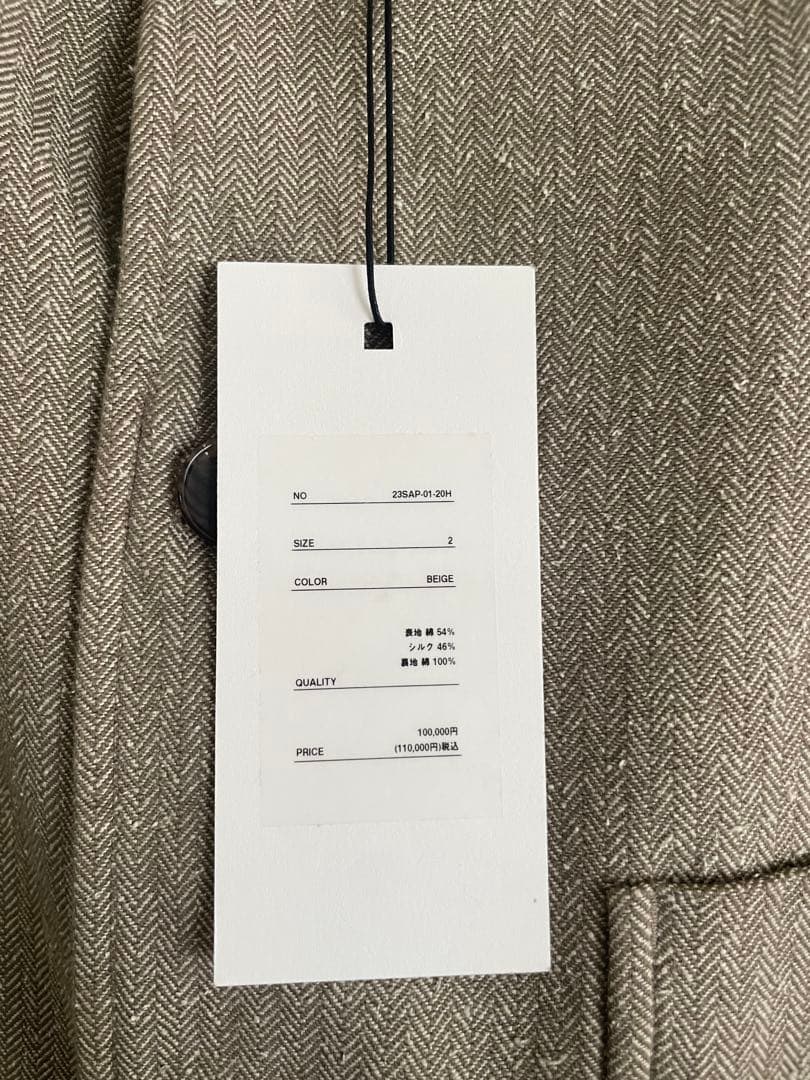 NO 23SAP-01-20H
SIZE 2
COLOR BEIGE
表地 綿 54%
シルク 46%
裏地 綿 100%
QUALITY
100,000円
PRICE (110,000円)税込